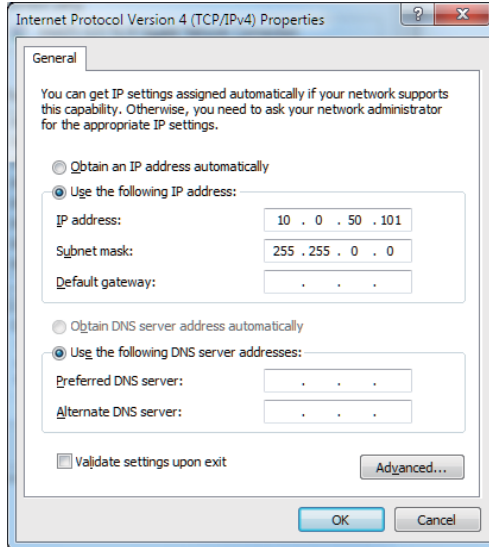 Internet Protocol Version 4 (TCP/IPv4) Properties
?
General
You can get IP settings assigned automatically if your network supports
this capability. Otherwise, you need to ask your network administrator
for the appropriate IP settings.
Obtain an IP address automatically
Use the following IP address:
IP address: 10 . 0 . 50 . 101
Subnet mask: 255 . 255 . 0 . 0
Default gateway: . . .
Obtain DNS server address automatically
Use the following DNS server addresses:
Preferred DNS server: . . .
Alternate DNS server: . . .
Validate settings upon exit
Advanced...
OK Cancel